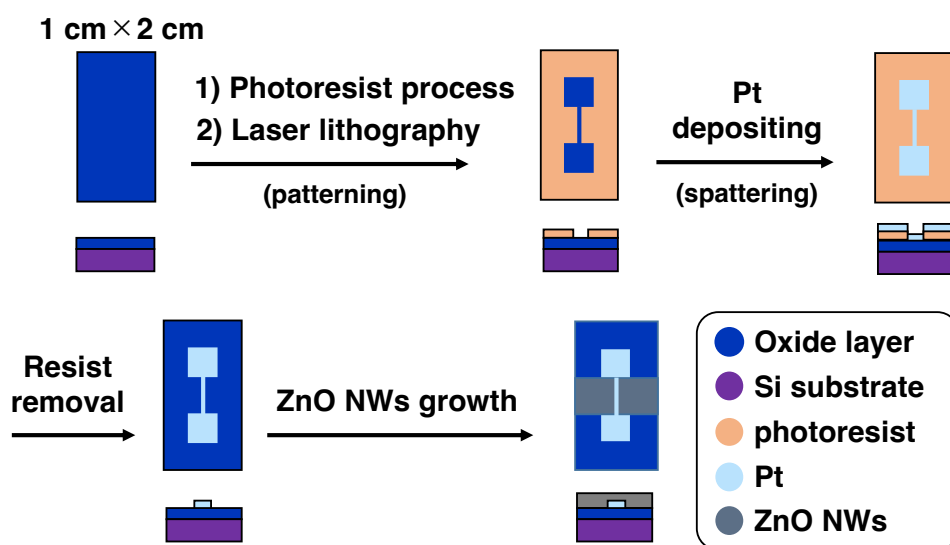 1 cm × 2 cm
1) Photoresist process
2) Laser lithography
(patterning)
Pt
depositing
(spattering)
Resist
removal
ZnO NWs growth
Oxide layer
Si substrate
photoresist
Pt
ZnO NWs